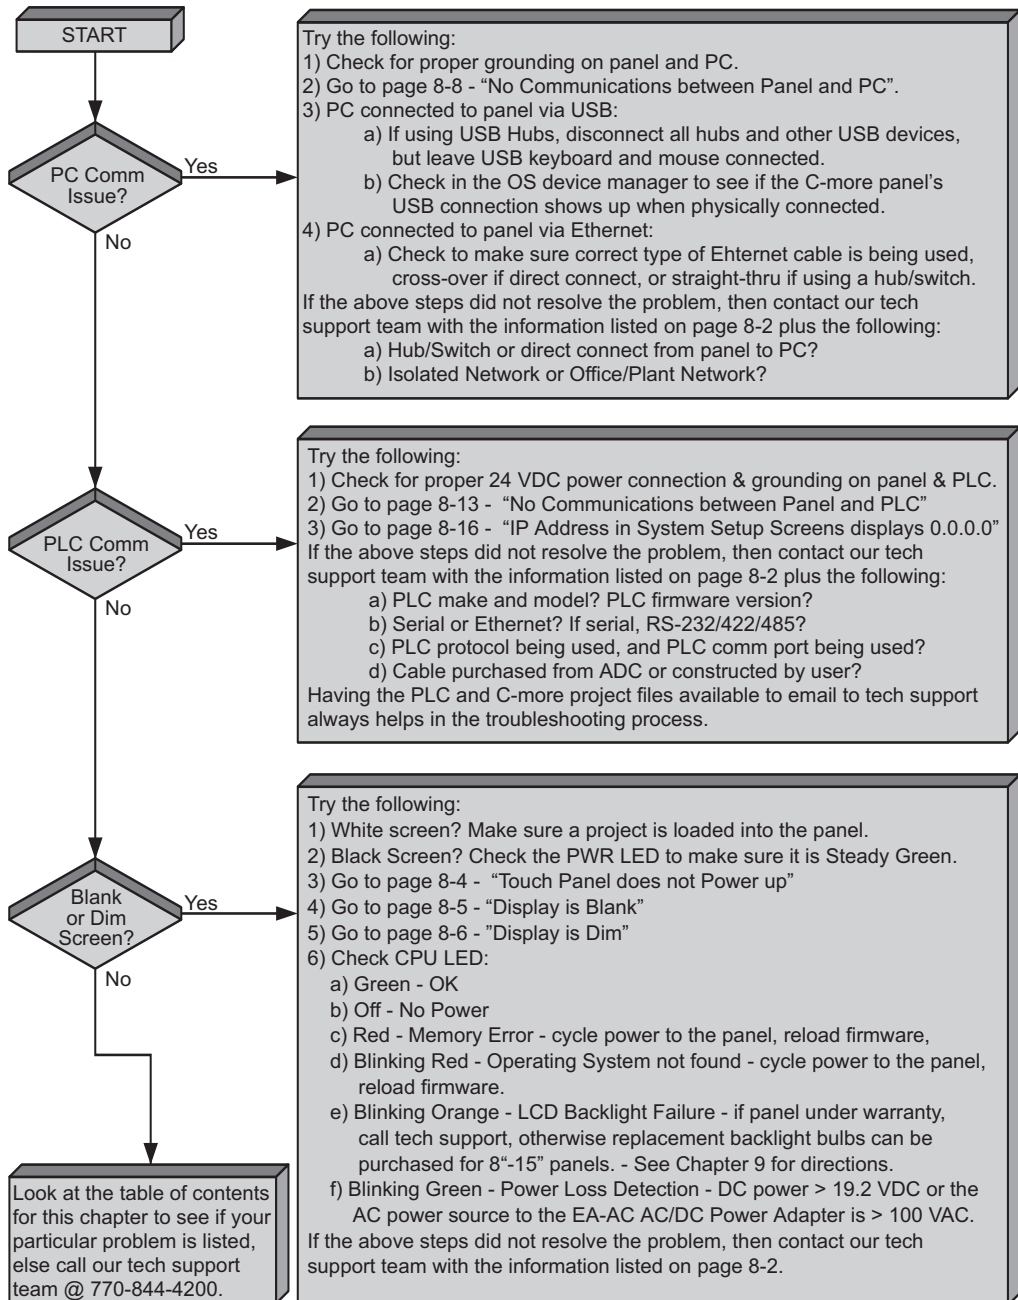 START
Try the following:
1) Check for proper grounding on panel and PC.
2) Go to page 8-8 - “No Communications between Panel and PC”.
3) PC connected to panel via USB:
a) If using USB Hubs, disconnect all hubs and other USB devices,
but leave USB keyboard and mouse connected.
b) Check in the OS device manager to see if the C-more panel’s
USB connection shows up when physically connected.
4) PC connected to panel via Ethernet:
a) Check to make sure correct type of Ehternet cable is being used,
cross-over if direct connect, or straight-thru if using a hub/switch.
If the above steps did not resolve the problem, then contact our tech
support team with the information listed on page 8-2 plus the following:
a) Hub/Switch or direct connect from panel to PC?
b) Isolated Network or Office/Plant Network?
PC Comm
Issue?
Yes
No
Try the following:
1) Check for proper 24 VDC power connection & grounding on panel & PLC.
2) Go to page 8-13 - “No Communications between Panel and PLC”
3) Go to page 8-16 - “IP Address in System Setup Screens displays 0.0.0.0”
If the above steps did not resolve the problem, then contact our tech
support team with the information listed on page 8-2 plus the following:
a) PLC make and model? PLC firmware version?
b) Serial or Ethernet? If serial, RS-232/422/485?
c) PLC protocol being used, and PLC comm port being used?
d) Cable purchased from ADC or constructed by user?
Having the PLC and C-more project files available to email to tech support
always helps in the troubleshooting process.
PLC Comm
Issue?
Yes
No
Try the following:
1) White screen? Make sure a project is loaded into the panel.
2) Black Screen? Check the PWR LED to make sure it is Steady Green.
3) Go to page 8-4 - “Touch Panel does not Power up”
4) Go to page 8-5 - “Display is Blank”
5) Go to page 8-6 - ”Display is Dim”
6) Check CPU LED:
a) Green - OK
b) Off - No Power
c) Red - Memory Error - cycle power to the panel, reload firmware,
d) Blinking Red - Operating System not found - cycle power to the panel,
reload firmware.
e) Blinking Orange - LCD Backlight Failure - if panel under warranty,
call tech support, otherwise replacement backlight bulbs can be
purchased for 8“-15” panels. - See Chapter 9 for directions.
f) Blinking Green - Power Loss Detection - DC power > 19.2 VDC or the
AC power source to the EA-AC AC/DC Power Adapter is > 100 VAC.
If the above steps did not resolve the problem, then contact our tech
support team with the information listed on page 8-2.
Blank
or Dim
Screen?
Yes
No
Look at the table of contents
for this chapter to see if your
particular problem is listed,
else call our tech support
team @ 770-844-4200.